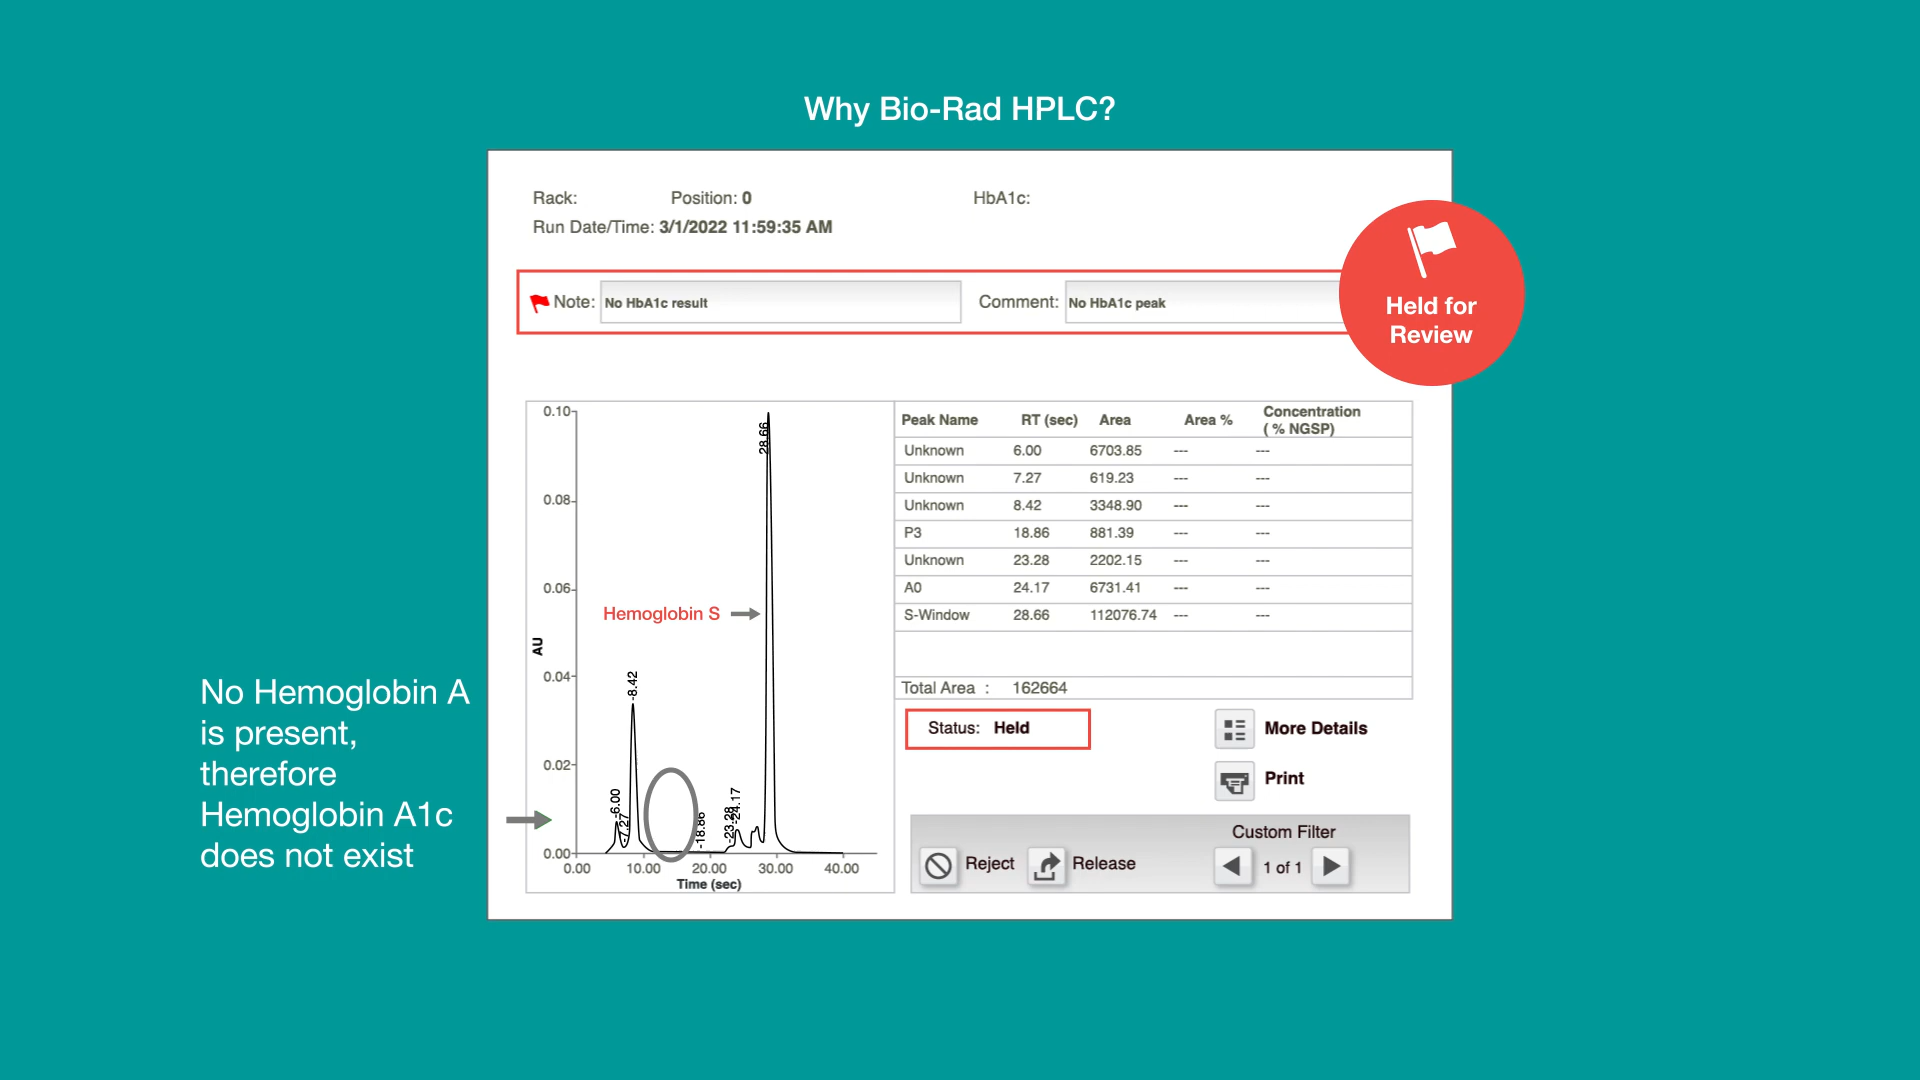 Why Bio-Rad HPLC?
Rack: Position: 0 HbA1c:
Run Date/Time: 3/1/2022 11:59:35 AM
Note: No HbA1c result Comment: No HbA1c peak
Held for
Review
0.10
0.08
0.06
0.04
0.02
0.00
AU
0.00 10.00 20.00 30.00 40.00
Time (sec)
-6.00
-7.27
-8.42
-18.86
-23.28
-24.17
28.66
Hemoglobin S
Peak Name RT (sec) Area Area % Concentration
( % NGSP)
Unknown 6.00 6703.85 --- ---
Unknown 7.27 619.23 --- ---
Unknown 8.42 3348.90 --- ---
P3 18.86 881.39 --- ---
Unknown 23.28 2202.15 --- ---
A0 24.17 6731.41 --- ---
S-Window 28.66 112076.74 --- ---
Total Area : 162664
Status: Held
More Details
Print
Custom Filter
Reject Release 1 of 1
No Hemoglobin A
is present,
therefore
Hemoglobin A1c
does not exist